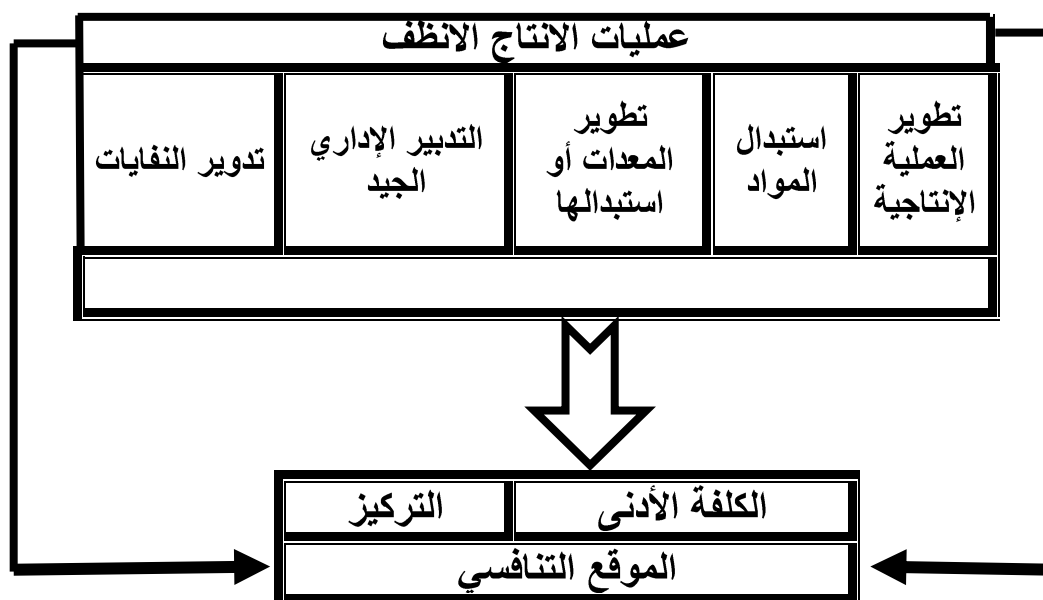 عمليات الانتاج الانظف
تطوير
العملية
الإنتاجية
استبدال
المواد
تطوير
المعدات أو
استبدالها
التدبير الإداري
الجيد
تدوير النفايات
الكلفة الأدنى
التركيز
الموقع التنافسي